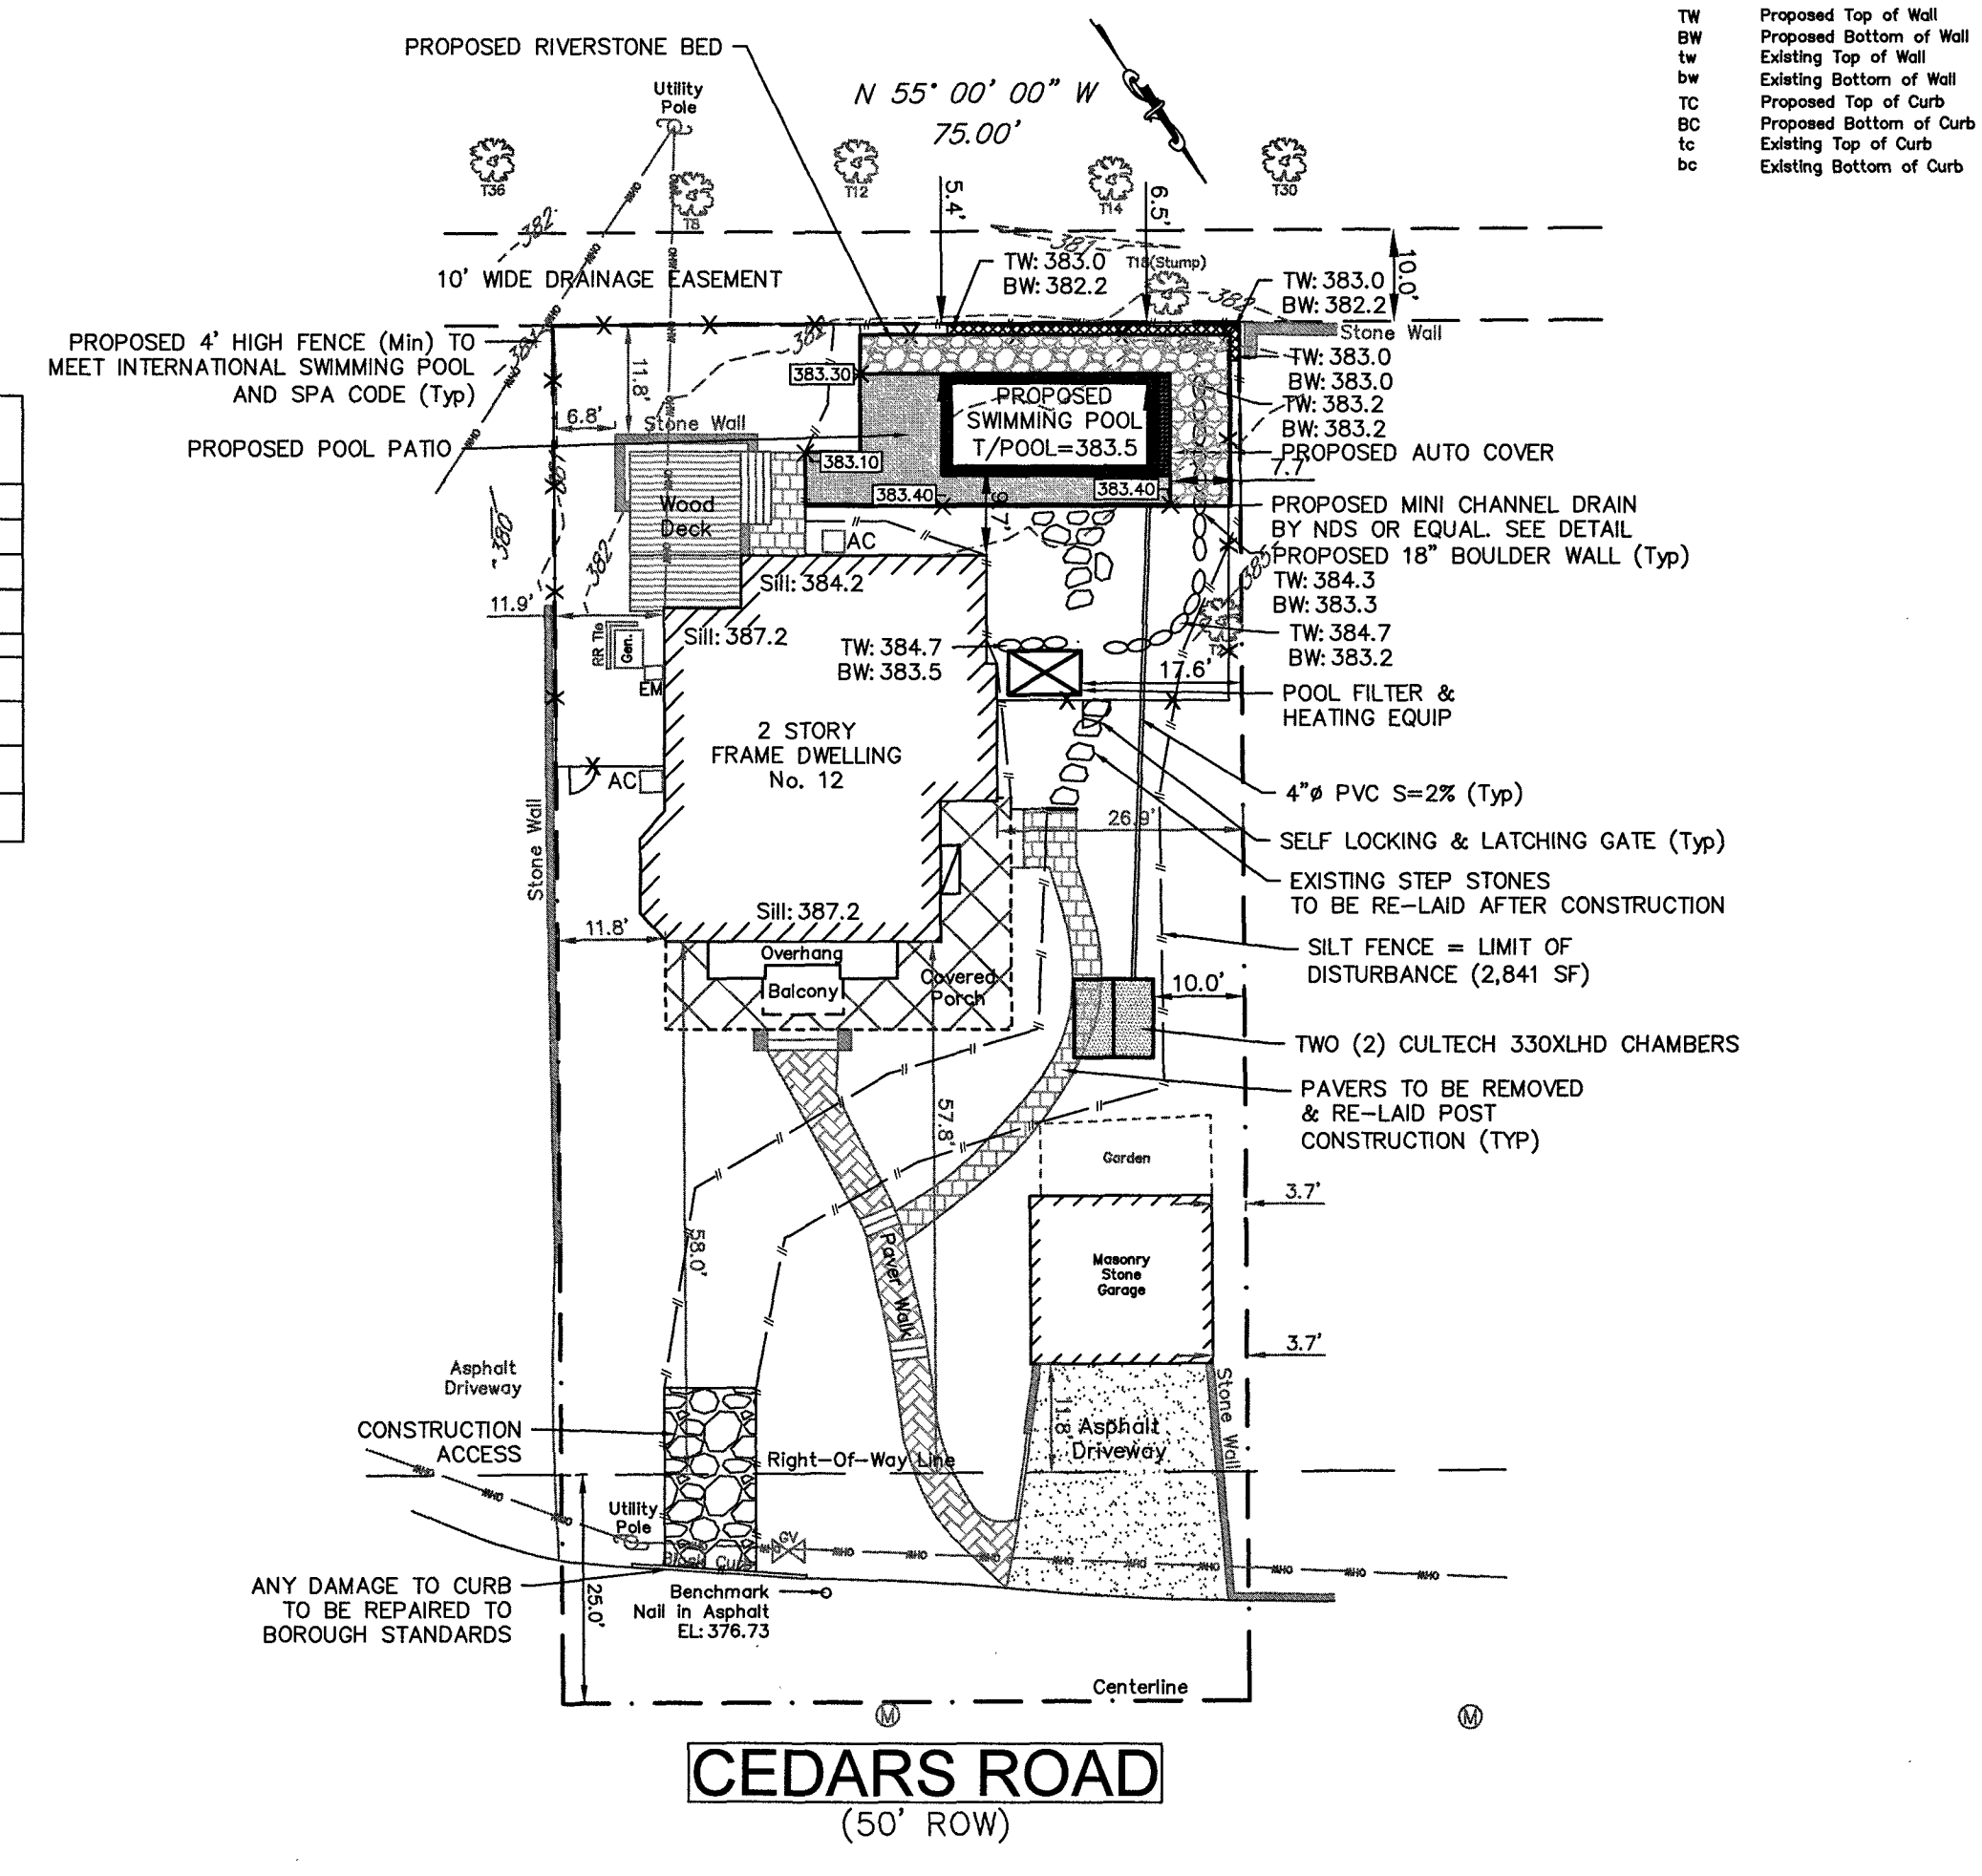 TW Proposed Top of Wall
BW Proposed Bottom of Wall
tw Existing Top of Wall
bw Existing Bottom of Wall
TC Proposed Top of Curb
BC Proposed Bottom of Curb
tc Existing Top of Curb
bc Existing Bottom of Curb
PROPOSED RIVERSTONE BED
N 55° 00' 00" W
75.00'
Utility
Pole
T36
T8
T12
T14
T30
5.4'
6.5'
382
381
10' WIDE DRAINAGE EASEMENT
TW: 383.0
BW: 382.2
T18(Stump)
382
TW: 383.0
BW: 382.2
10.0'
Stone Wall
PROPOSED 4' HIGH FENCE (Min) TO
MEET INTERNATIONAL SWIMMING POOL
AND SPA CODE (Typ)
381
382
11.8'
6.8'
383.30
TW: 383.0
BW: 383.0
TW: 383.2
BW: 383.2
PROPOSED
SWIMMING POOL
T/POOL=383.5
Stone Wall
PROPOSED POOL PATIO
383.10
PROPOSED AUTO COVER
7.7
383.40
383.40
9.7'
Wood
Deck
AC
380
382
PROPOSED MINI CHANNEL DRAIN
BY NDS OR EQUAL. SEE DETAIL
PROPOSED 18" BOULDER WALL (Typ)
383
TW: 384.3
BW: 383.3
TW: 384.7
BW: 383.2
Sill: 384.2
Sill: 387.2
11.9'
RR Tie
Gen.
EM
TW: 384.7
BW: 383.5
17.6'
POOL FILTER &
HEATING EQUIP
2 STORY
FRAME DWELLING
No. 12
AC
4"ø PVC S=2% (Typ)
26.9'
SELF LOCKING & LATCHING GATE (Typ)
EXISTING STEP STONES
TO BE RE-LAID AFTER CONSTRUCTION
Stone Wall
Sill: 387.2
11.8'
Overhang
Balcony
Covered
Porch
SILT FENCE = LIMIT OF
DISTURBANCE (2,841 SF)
10.0'
TWO (2) CULTECH 330XLHD CHAMBERS
PAVERS TO BE REMOVED
& RE-LAID POST
CONSTRUCTION (TYP)
57.8'
58.0'
Garden
3.7'
Masonry
Stone
Garage
3.7'
Paver Walk
Asphalt
Driveway
CONSTRUCTION
ACCESS
Right-Of-Way Line
11.8'
Asphalt
Driveway
Stone Wall
OHW
Utility
Pole
GV
Block Curb
ANY DAMAGE TO CURB
TO BE REPAIRED TO
BOROUGH STANDARDS
25.0'
Benchmark
Nail in Asphalt
EL: 376.73
Centerline
M
M
CEDARS ROAD
(50' ROW)